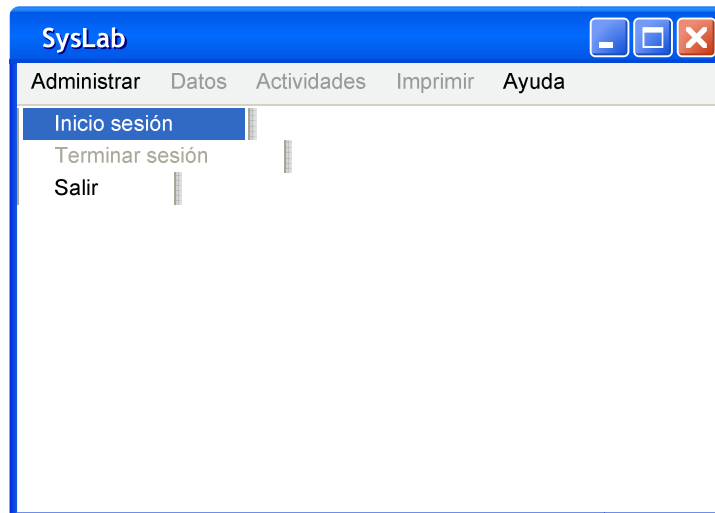 SysLab
Administrar Datos Actividades Imprimir Ayuda
Inicio sesión
Terminar sesión
Salir